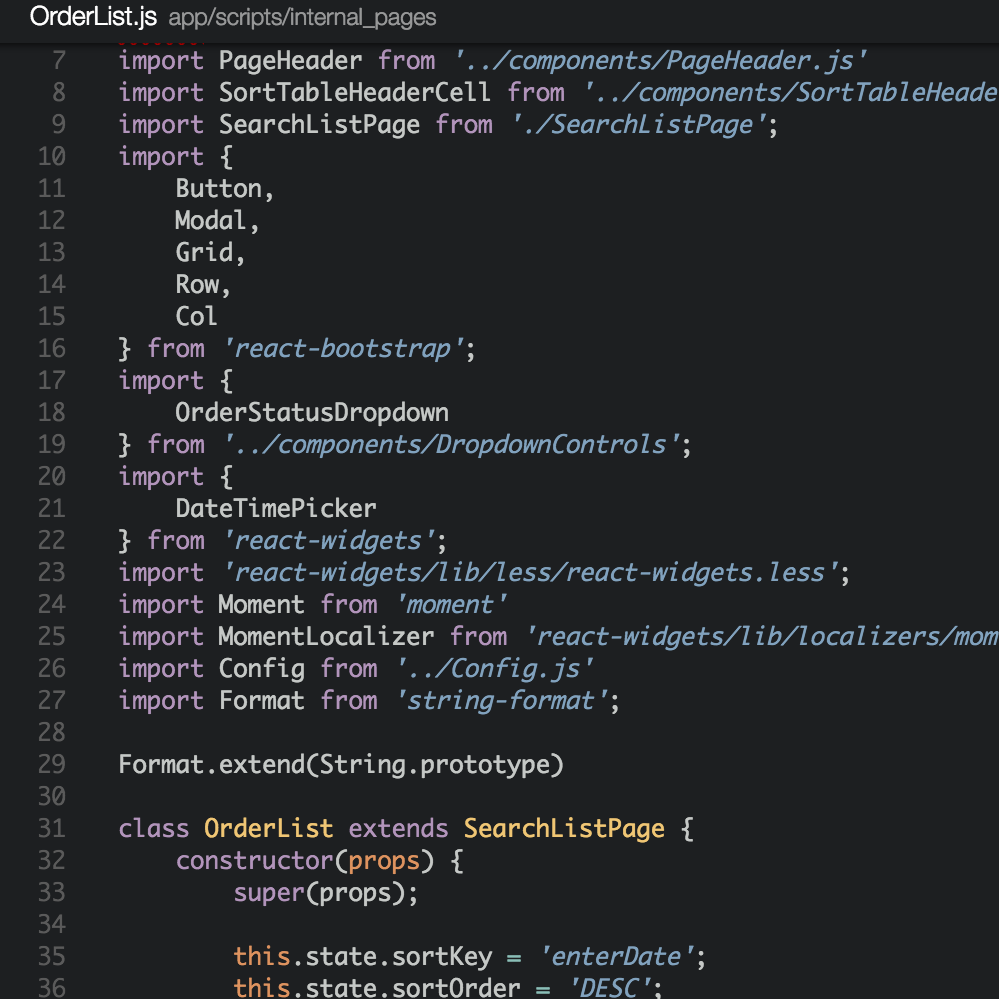 OrderList.js app/scripts/internal_pages
7 import PageHeader from '../components/PageHeader.js'
8 import SortTableHeaderCell from '../components/SortTableHeade
9 import SearchListPage from './SearchListPage';
10 import {
11     Button,
12     Modal,
13     Grid,
14     Row,
15     Col
16 } from 'react-bootstrap';
17 import {
18     OrderStatusDropdown
19 } from '../components/DropdownControls';
20 import {
21     DateTimePicker
22 } from 'react-widgets';
23 import 'react-widgets/lib/less/react-widgets.less';
24 import Moment from 'moment'
25 import MomentLocalizer from 'react-widgets/lib/localizers/mom
26 import Config from '../Config.js'
27 import Format from 'string-format';
28
29 Format.extend(String.prototype)
30
31 class OrderList extends SearchListPage {
32     constructor(props) {
33         super(props);
34
35         this.state.sortKey = 'enterDate';
36         this.state.sortOrder = 'DESC';